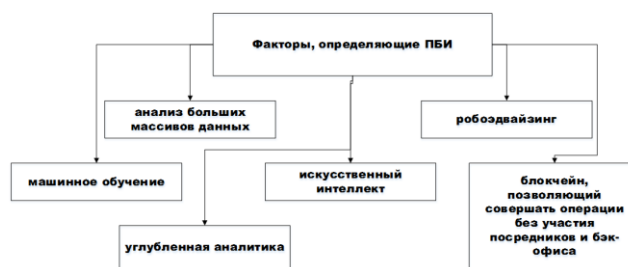 Факторы, определяющие ПБИ
анализ больших
массивов данных
робоэдвайзинг
машинное обучение
искусственный
интеллект
блокчейн,
позволяющий
совершать операции
без участия
посредников и бэк-
офиса
углубленная аналитика